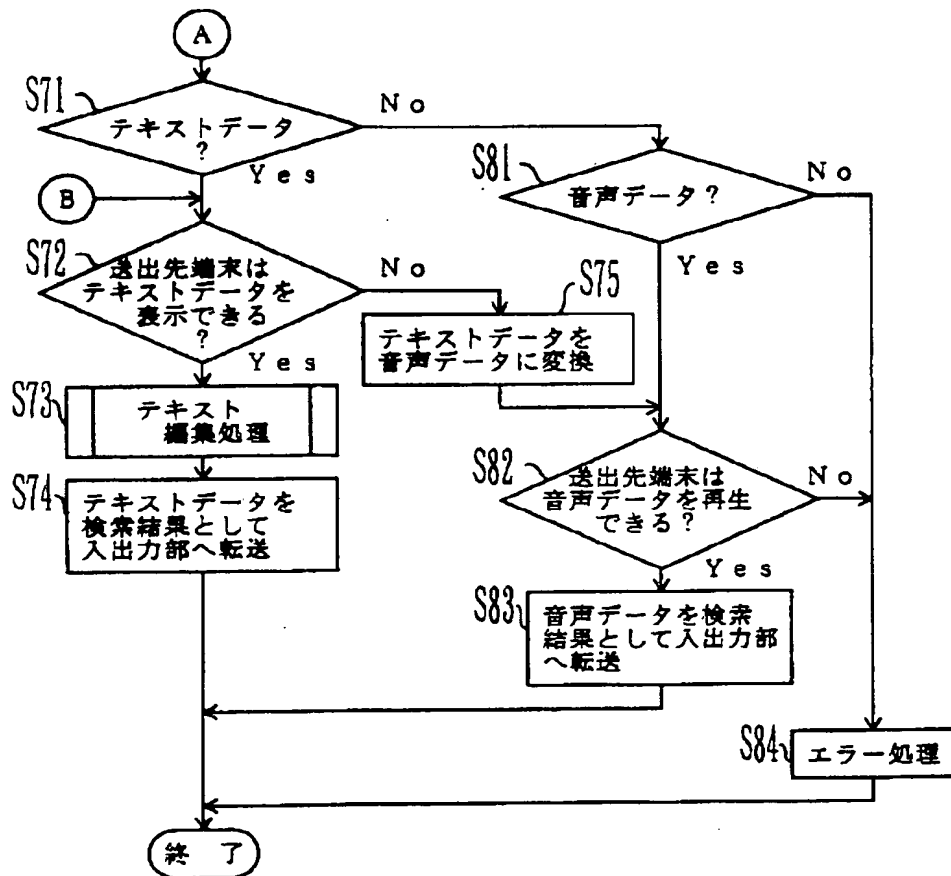 A
S71
テキストデータ
?
No
Yes
B
S72
送出先端末は
テキストデータを
表示できる
?
No
Yes
S73
テキスト
編集処理
S74
テキストデータを
検索結果として
入出力部へ転送
S75
テキストデータを
音声データに変換
S81
音声データ?
No
Yes
S82
送出先端末は
音声データを再生
できる?
No
Yes
S83
音声データを検索
結果として入出力部
へ転送
S84
エラー処理
終 了